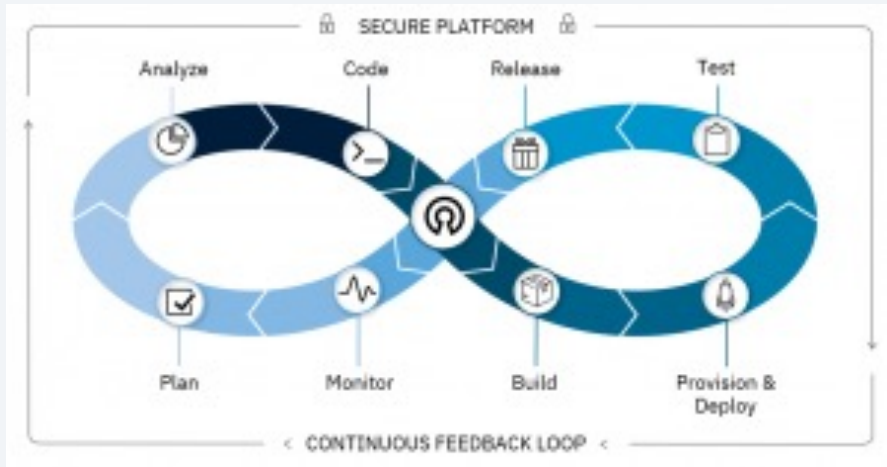 SECURE PLATFORM
Analyze
Code
Release
Test
Plan
Monitor
Build
Provision &
Deploy
< CONTINUOUS FEEDBACK LOOP <